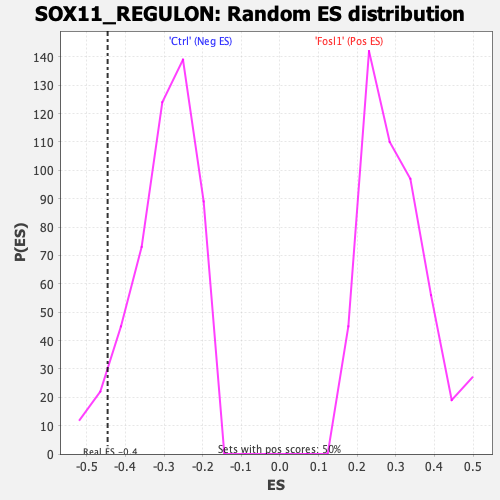 SOX11_REGULON: Random ES distribution
'Ctrl' (Neg ES)
'Fosl1' (Pos ES)
140
130
120
110
100
90
80
70
60
50
40
30
20
10
0
P(ES)
Real ES -0.4
Sets with pos scores: 50%
-0.5 -0.4 -0.3 -0.2 -0.1 0.0 0.1 0.2 0.3 0.4 0.5
ES